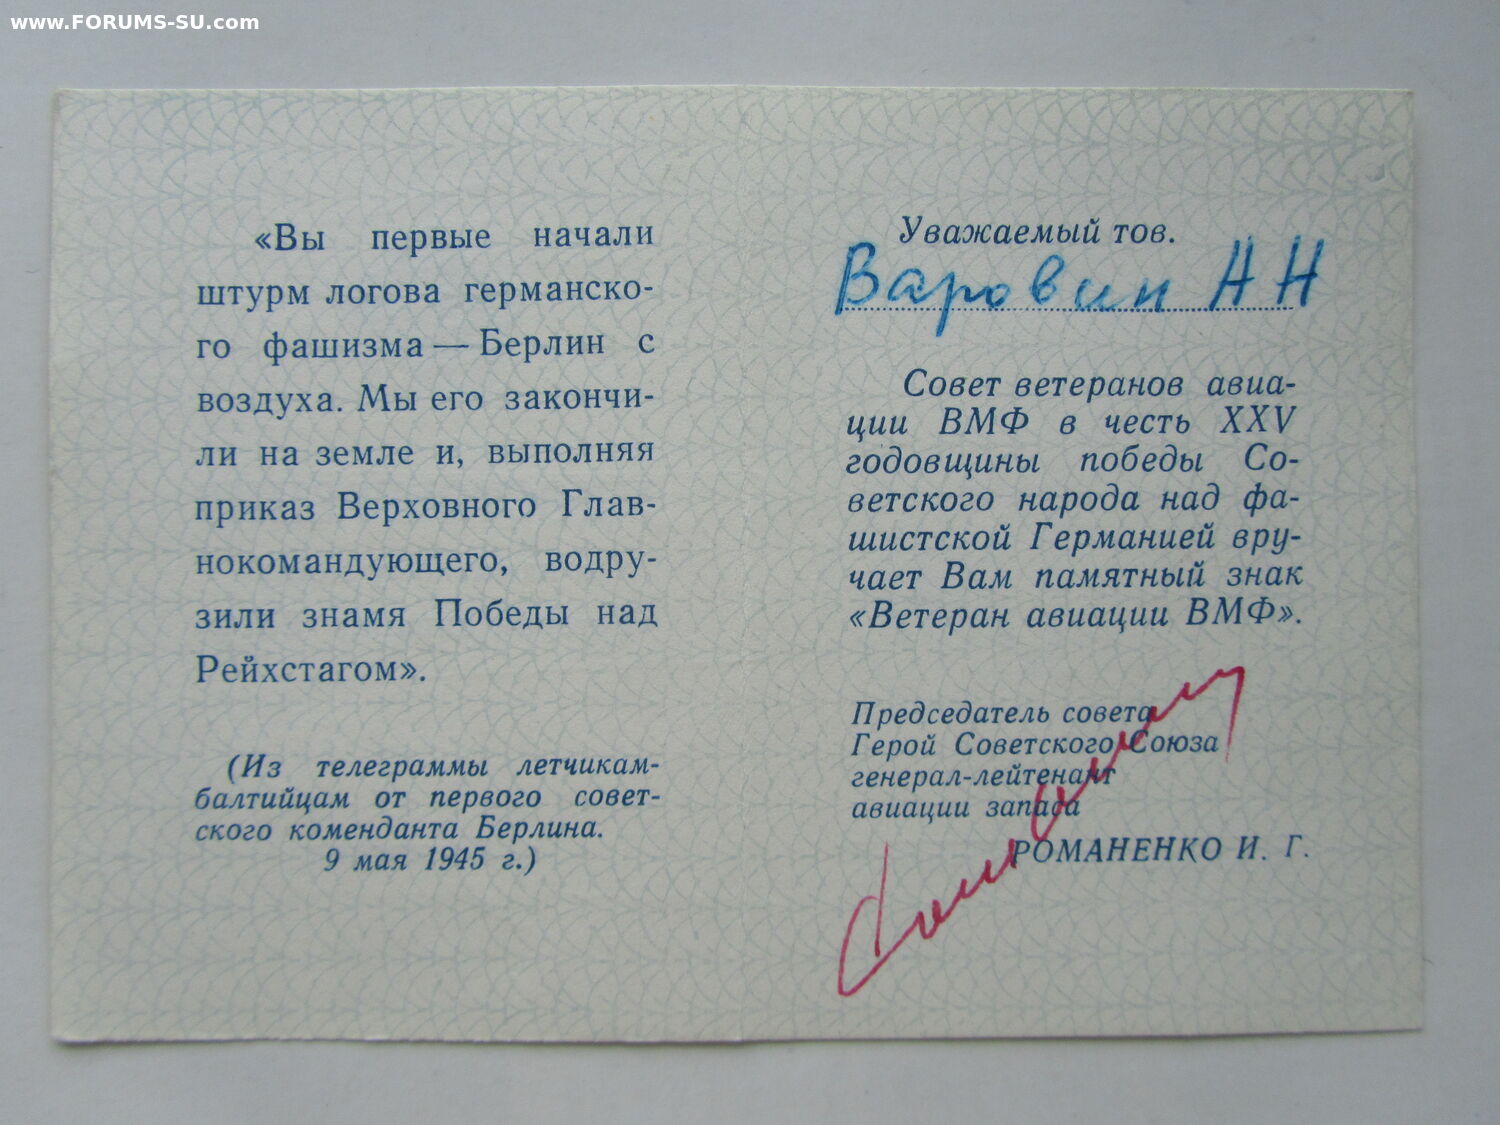 www.FORUMS-SU.com
«Вы первые начали
штурм логова германско-
го фашизма — Берлин с
воздуха. Мы его закончи-
ли на земле и, выполняя
приказ Верховного Глав-
нокомандующего, водру-
зили знамя Победы над
Рейхстагом».
(Из телеграммы летчикам-
балтийцам от первого совет-
ского коменданта Берлина.
9 мая 1945 г.)
Уважаемый тов.
Варовин А Н
Совет ветеранов авиа-
ции ВМФ в честь XXV
годовщины победы Со-
ветского народа над фа-
шистской Германией вру-
чает Вам памятный знак
«Ветеран авиации ВМФ».
Председатель совета
Герой Советского Союза
генерал-лейтенант
авиации запаса
РОМАНЕНКО И. Г.